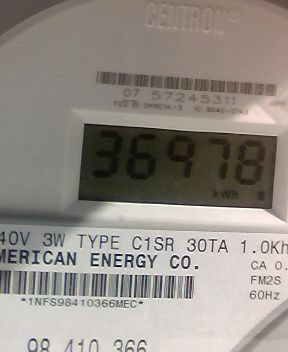 CENTRON®
07 57245311
36978
kWh
40V 3W TYPE C1SR 30TA 1.0Kh
MERICAN ENERGY CO.
CA 0.
FM2S
*1NFS98410366MEC*
60Hz
98 410 366